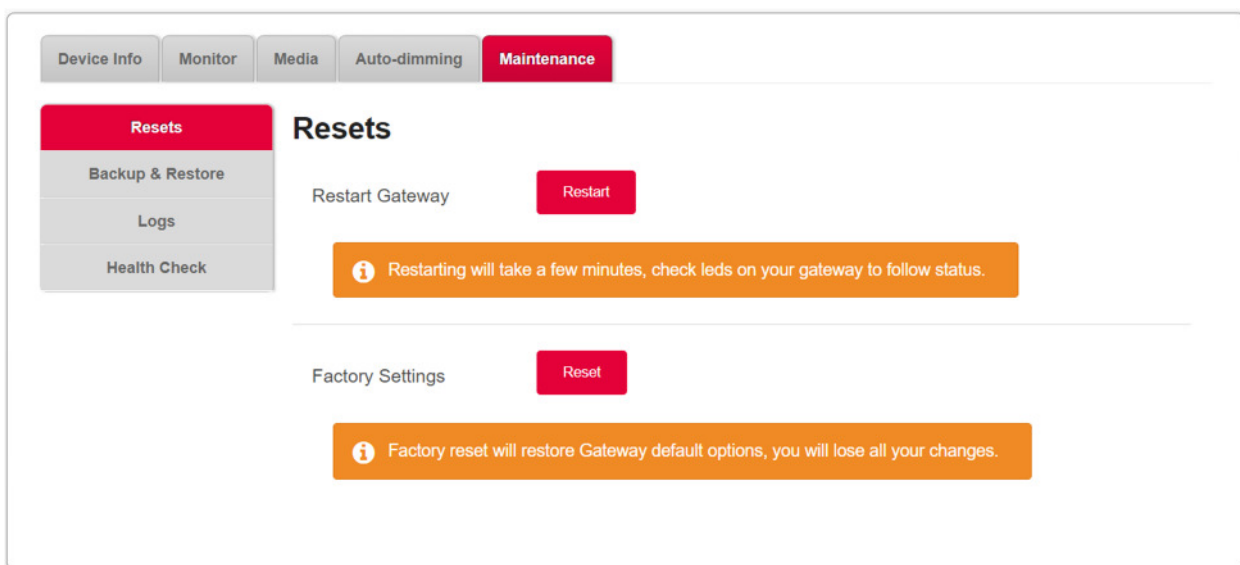 Device Info
Monitor
Media
Auto-dimming
Maintenance
Resets
Backup & Restore
Logs
Health Check
Resets
Restart Gateway
Restart
Restarting will take a few minutes, check leds on your gateway to follow status.
Factory Settings
Reset
Factory reset will restore Gateway default options, you will lose all your changes.